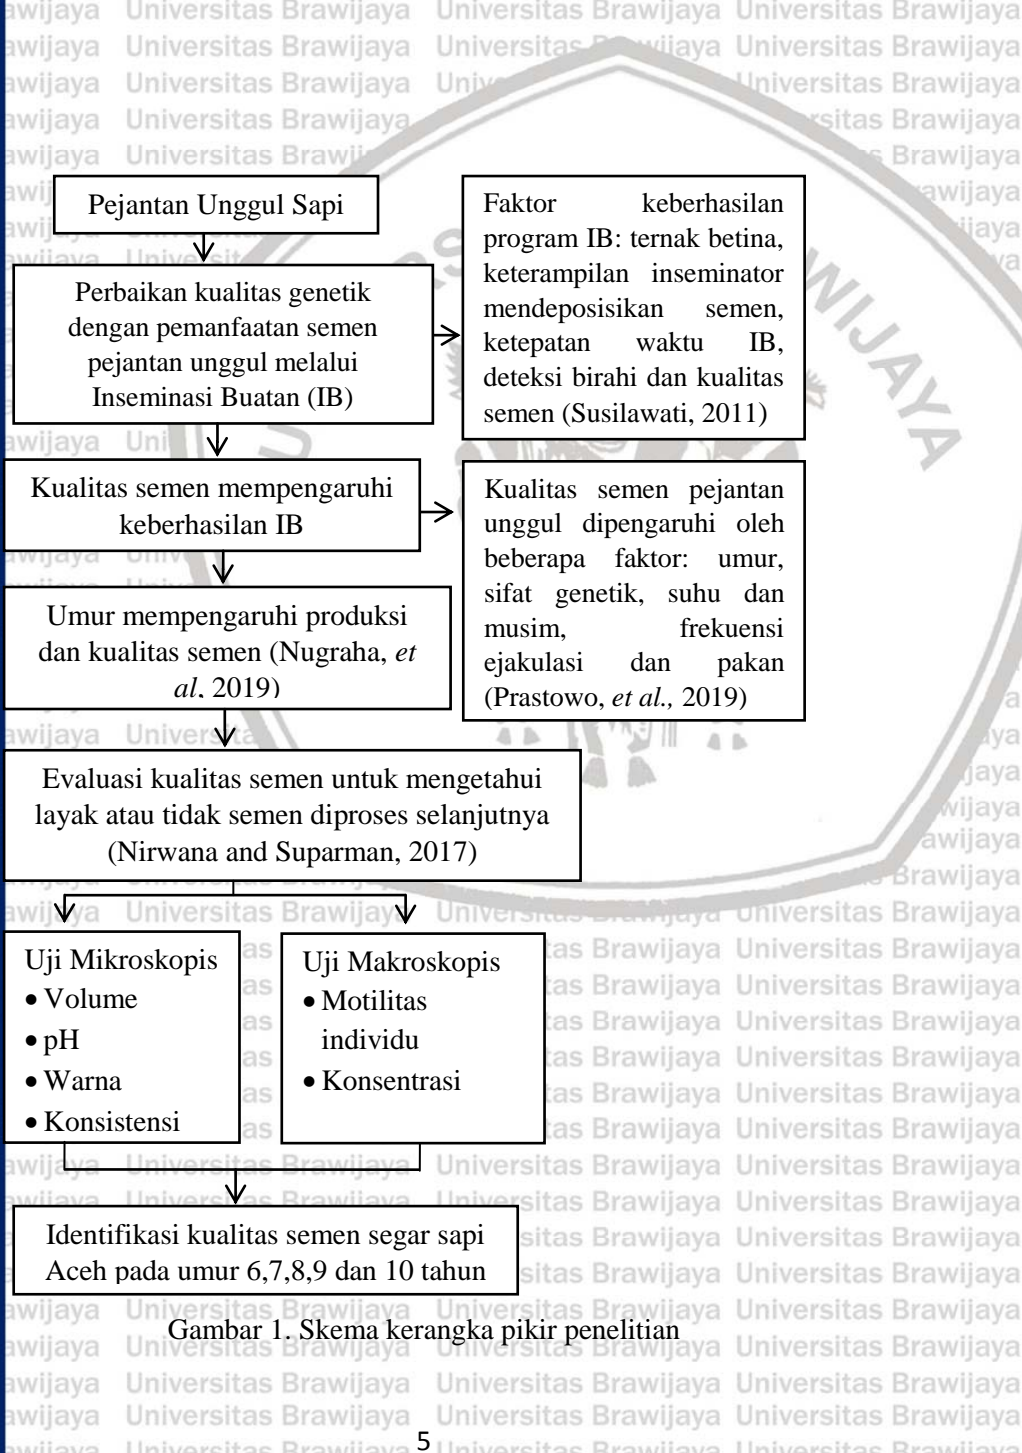 Pejantan Unggul Sapi
Perbaikan kualitas genetik
dengan pemanfaatan semen
pejantan unggul melalui
Inseminasi Buatan (IB)
Faktor keberhasilan
program IB: ternak betina,
keterampilan inseminator
mendeposisikan semen,
ketepatan waktu IB,
deteksi birahi dan kualitas
semen (Susilawati, 2011)
Kualitas semen mempengaruhi
keberhasilan IB
Kualitas semen pejantan
unggul dipengaruhi oleh
beberapa faktor: umur,
sifat genetik, suhu dan
musim, frekuensi
ejakulasi dan pakan
(Prastowo, et al., 2019)
Umur mempengaruhi produksi
dan kualitas semen (Nugraha, et
al, 2019)
Evaluasi kualitas semen untuk mengetahui
layak atau tidak semen diproses selanjutnya
(Nirwana and Suparman, 2017)
Uji Mikroskopis
• Volume
• pH
• Warna
• Konsistensi
Uji Makroskopis
• Motilitas
individu
• Konsentrasi
Identifikasi kualitas semen segar sapi
Aceh pada umur 6,7,8,9 dan 10 tahun
Gambar 1. Skema kerangka pikir penelitian
5